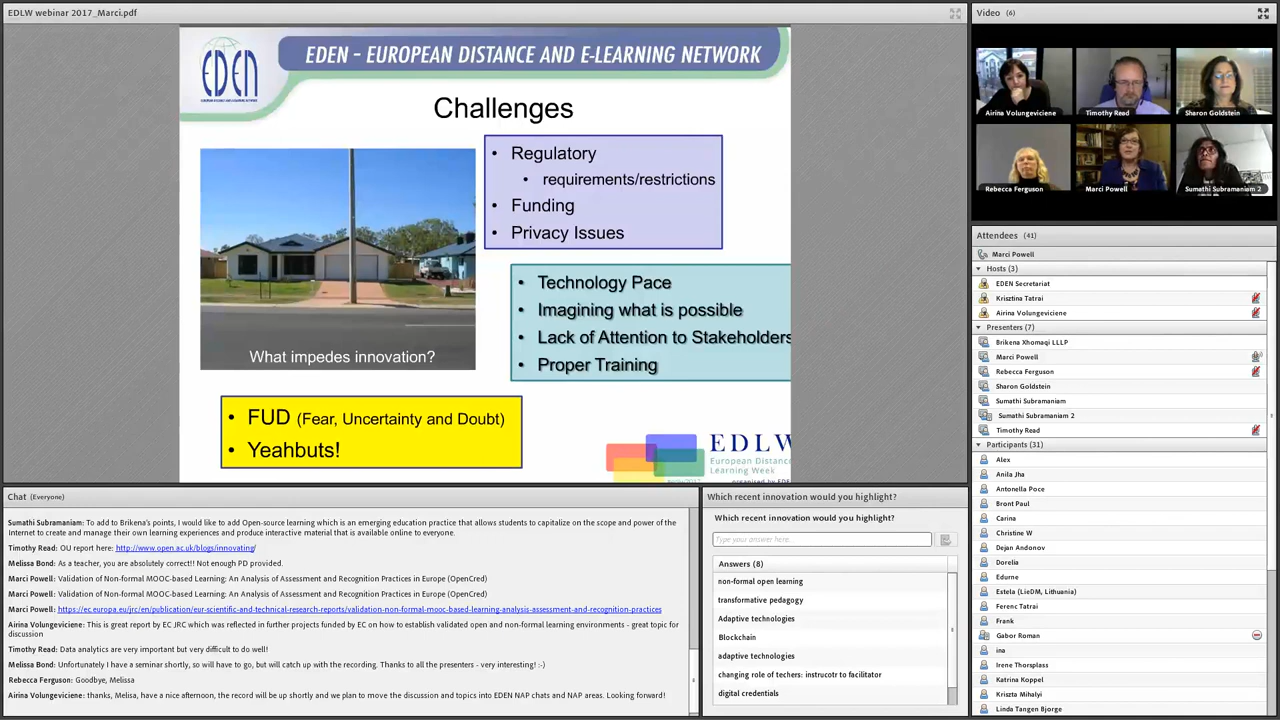 EDLW webinar 2017_Marci.pdf
EDEN
EDEN - EUROPEAN DISTANCE AND E-LEARNING NETWORK
Challenges
What impedes innovation?
• Regulatory
• requirements/restrictions
• Funding
• Privacy Issues
• Technology Pace
• Imagining what is possible
• Lack of Attention to Stakeholders
• Proper Training
• FUD (Fear, Uncertainty and Doubt)
• Yeahbuts!
EDLW
European Distanc
Learning Week
organised by EDE
Video (6)
Airina Volungeviciene
Timothy Read
Sharon Goldstein
Rebecca Ferguson
Marci Powell
Sumathi Subramaniam 2
Attendees (41)
Marci Powell
Hosts (3)
EDEN Secretariat
Krisztina Tatrai
Airina Volungeviciene
Presenters (7)
Brikena Xhomaqi LLLP
Marci Powell
Rebecca Ferguson
Sharon Goldstein
Sumathi Subramaniam
Sumathi Subramaniam 2
Timothy Read
Participants (31)
Alex
Anila Jha
Antonella Poce
Bront Paul
Carina
Christine W
Dejan Andonov
Dorelia
Edurne
Estela (LieDM, Lithuania)
Ferenc Tatrai
Frank
Gabor Roman
ina
Irene Thorsplass
Katrina Koppel
Kriszta Mihalyi
Linda Tangen Bjorge
Chat (Everyone)
Sumathi Subramaniam: To add to Brikena's points, I would like to add Open-source learning which is an emerging education practice that allows students to capitalize on the scope and power of the
Internet to create and manage their own learning experiences and produce interactive material that is available online to everyone.
Timothy Read: OU report here: http://www.open.ac.uk/blogs/innovating/
Melissa Bond: As a teacher, you are absolutely correct!! Not enough PD provided.
Marci Powell: Validation of Non-formal MOOC-based Learning: An Analysis of Assessment and Recognition Practices in Europe (OpenCred)
Marci Powell: Validation of Non-formal MOOC-based Learning: An Analysis of Assessment and Recognition Practices in Europe (OpenCred)
Marci Powell: https://ec.europa.eu/jrc/en/publication/eur-scientific-and-technical-research-reports/validation-non-formal-mooc-based-learning-analysis-assessment-and-recognition-practices
Airina Volungeviciene: This is great report by EC JRC which was reflected in further projects funded by EC on how to establish validated open and non-formal learning environments - great topic for
discussion
Timothy Read: Data analytics are very important but very difficult to do well!
Melissa Bond: Unfortunately I have a seminar shortly, so will have to go, but will catch up with the recording. Thanks to all the presenters - very interesting! :-)
Rebecca Ferguson: Goodbye, Melissa
Airina Volungeviciene: thanks, Melisa, have a nice afternoon, the record will be up shortly and we plan to move the discussion and topics into EDEN NAP chats and NAP areas. Looking forward!
Which recent innovation would you highlight?
Which recent innovation would you highlight?
Type your answer here.
Answers (8)
non-formal open learning
transformative pedagogy
Adaptive technologies
Blockchain
adaptive technologies
changing role of techers: instrucotr to facilitator
digital credentials